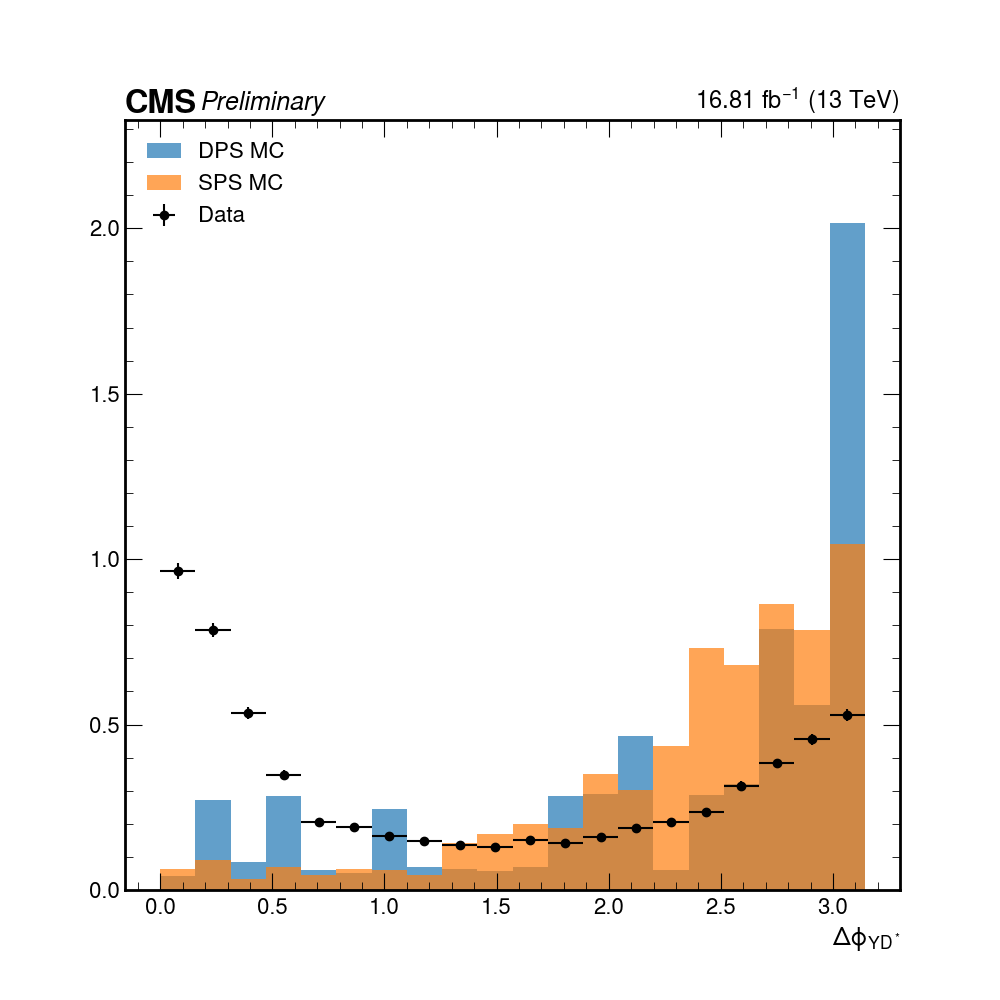 CMS Preliminary 16.81 fb⁻¹ (13 TeV)
DPS MC
SPS MC
Data
2.0
1.5
1.0
0.5
0.0
0.0 0.5 1.0 1.5 2.0 2.5 3.0
Δϕ_YD*